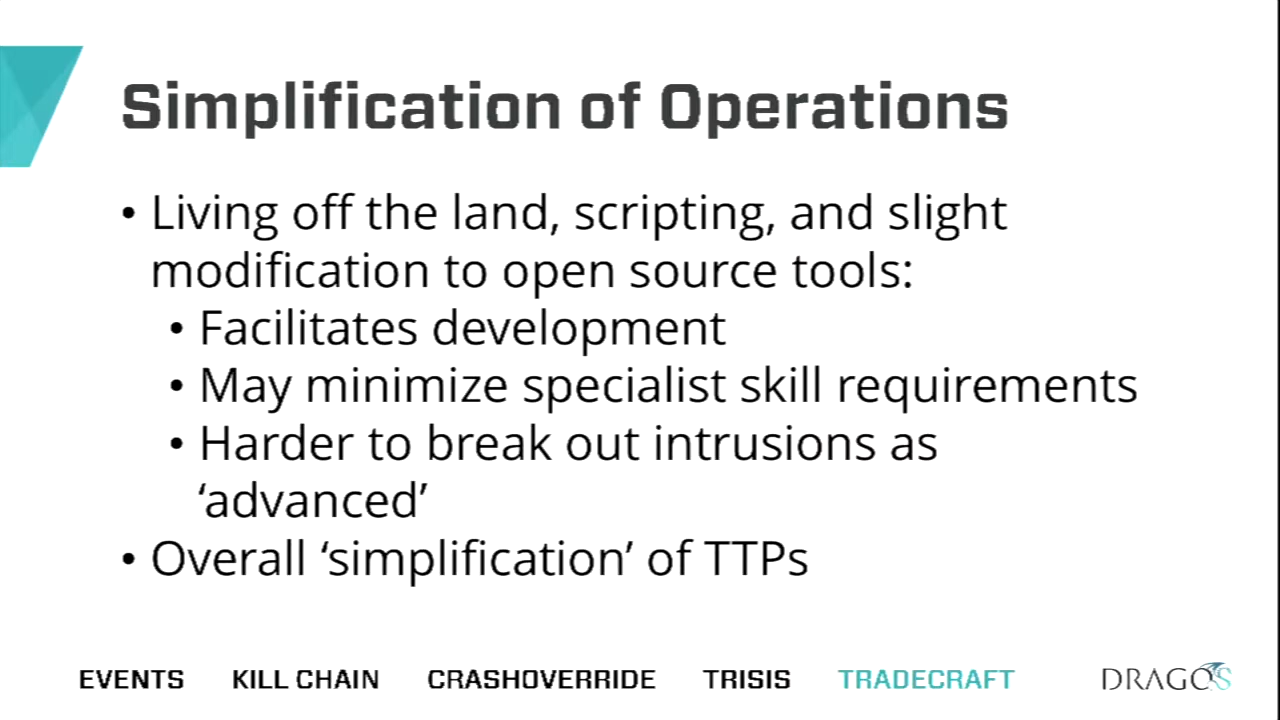 Simplification of Operations
• Living off the land, scripting, and slight
modification to open source tools:
• Facilitates development
• May minimize specialist skill requirements
• Harder to break out intrusions as
‘advanced’
• Overall ‘simplification’ of TTPs
EVENTS KILL CHAIN CRASHOVERRIDE TRISIS TRADECRAFT DRAGOS